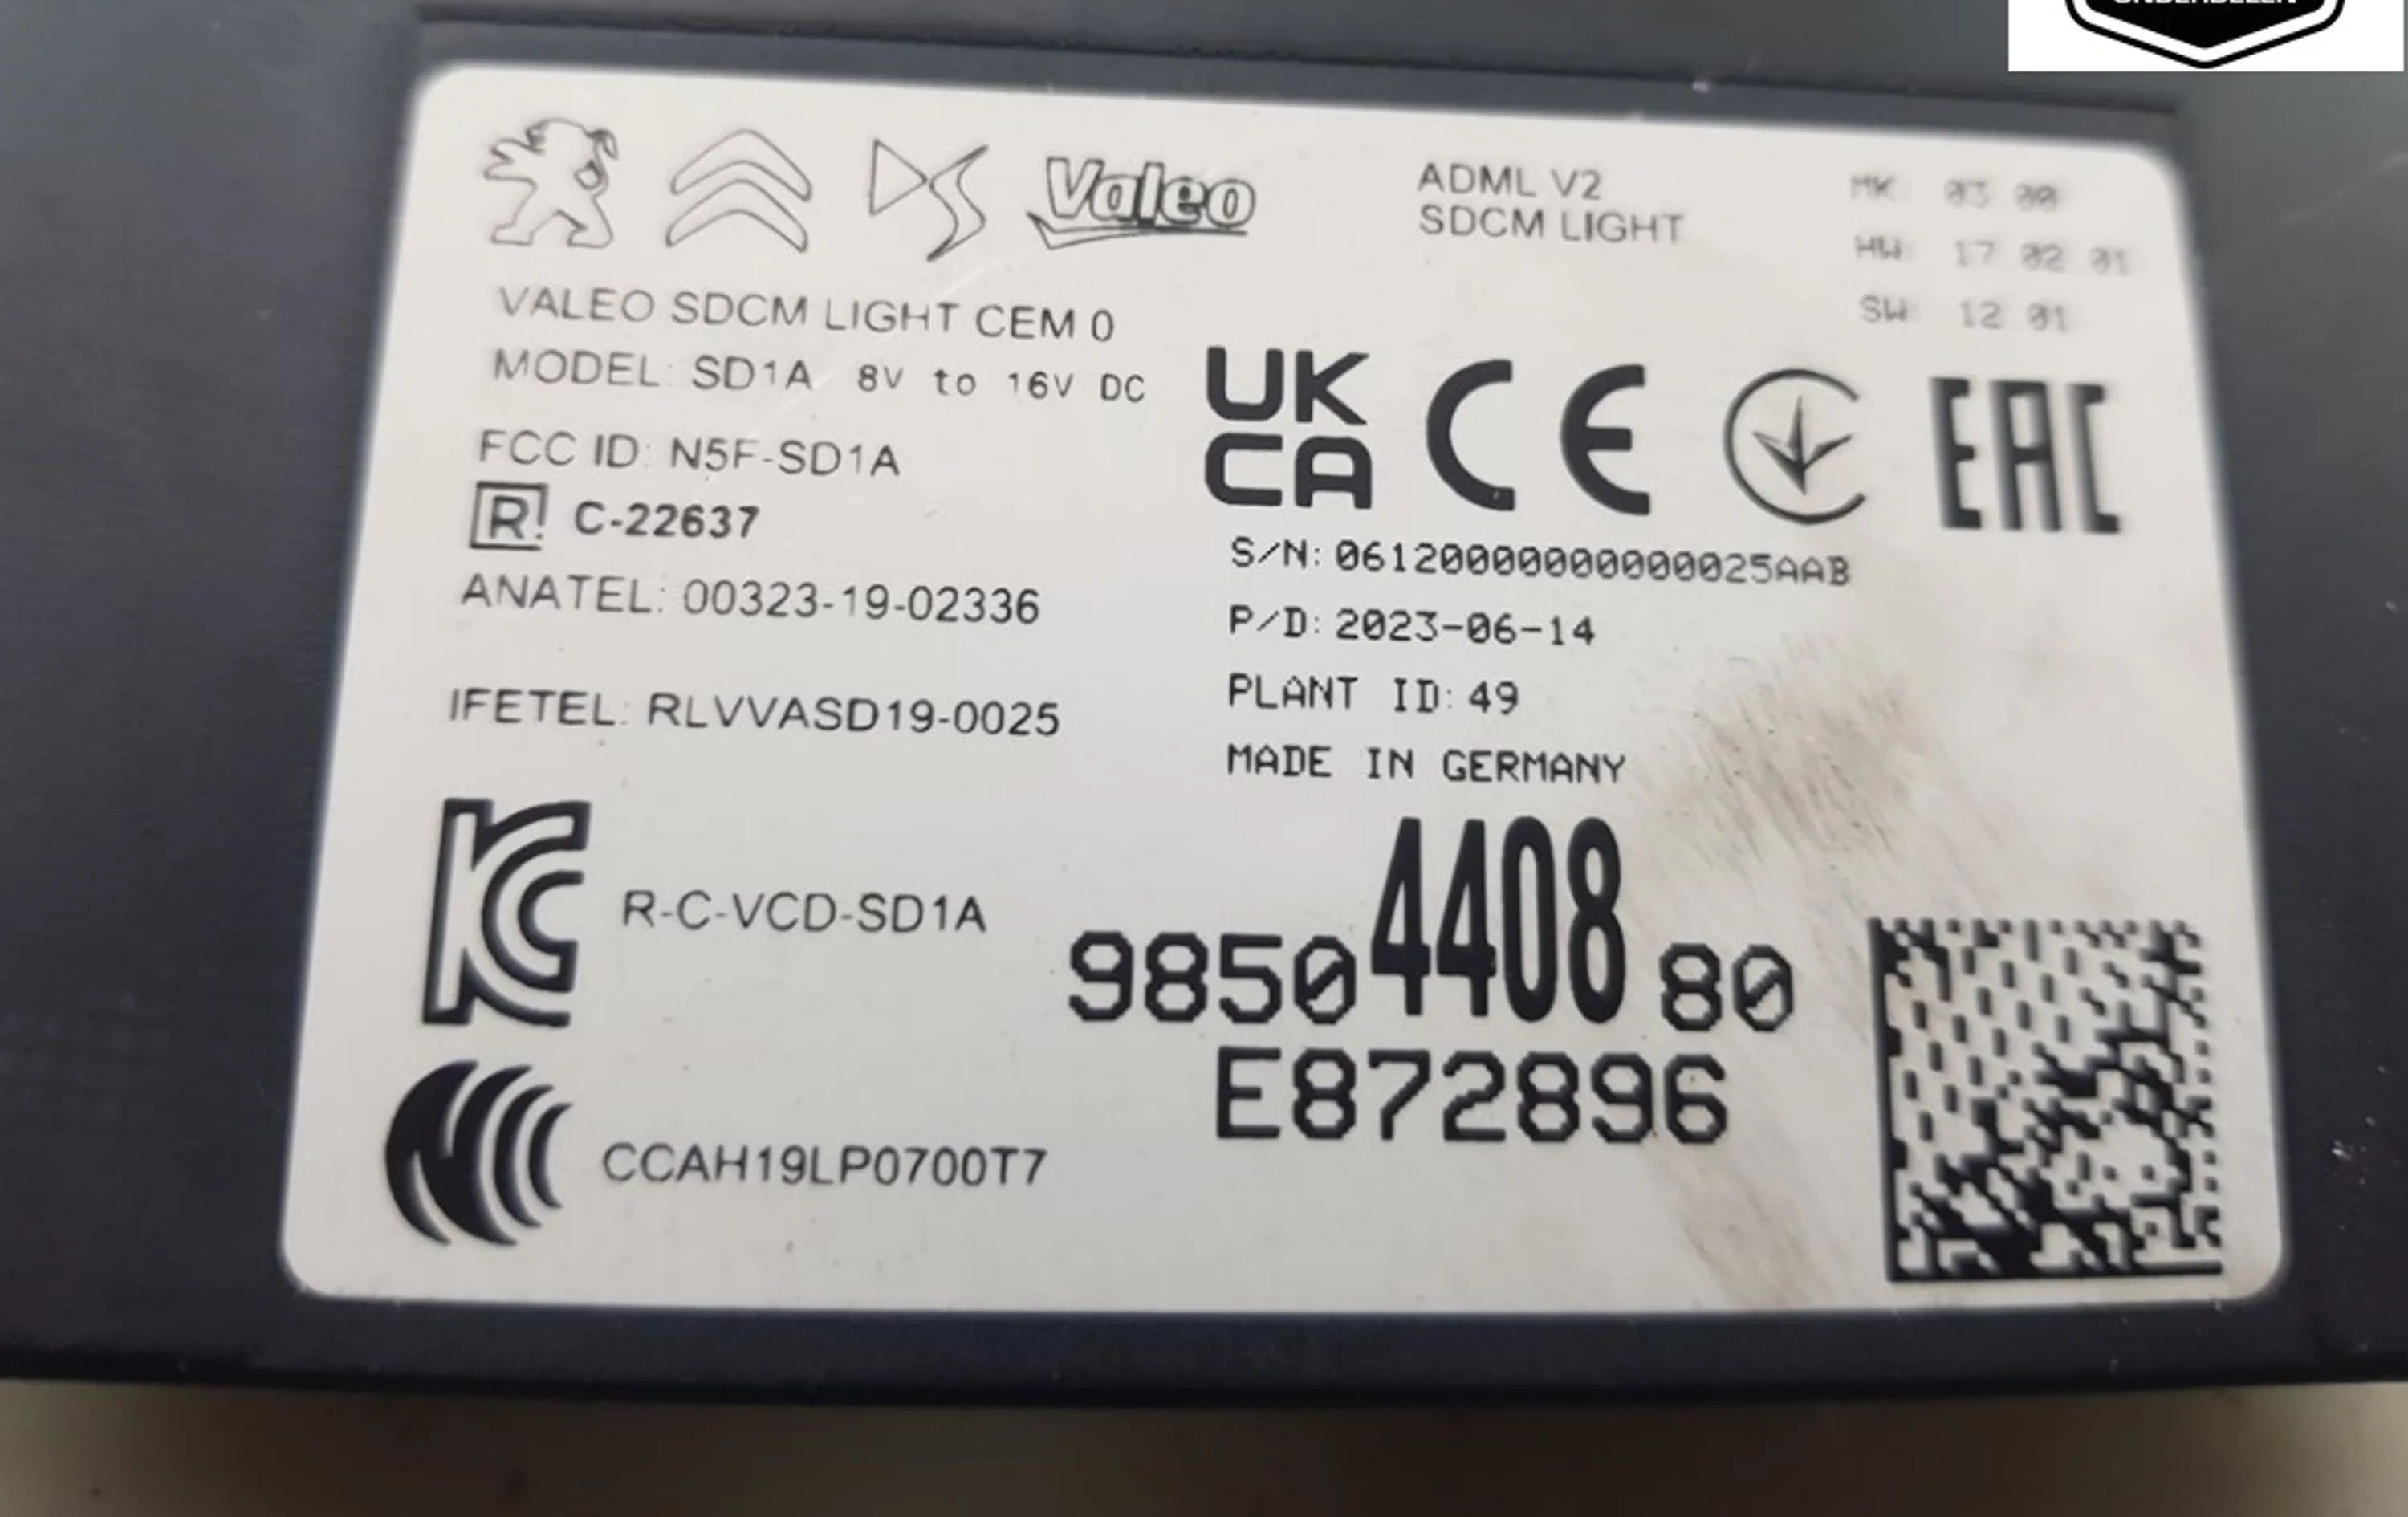 ONDERDELEN
Valeo
ADML V2
SDCM LIGHT
MK: 03 00
HW: 17 02 01
SW: 12 01
VALEO SDCM LIGHT CEM 0
MODEL: SD1A 8V to 16V DC
FCC ID: N5F-SD1A
R C-22637
ANATEL: 00323-19-02336
IFETEL: RLVVASD19-0025
UK
CA CE EAC
S/N: 06120000000000025AAB
P/D: 2023-06-14
PLANT ID: 49
MADE IN GERMANY
R-C-VCD-SD1A
9850 4408 80
E872896
CCAH19LP0700T7